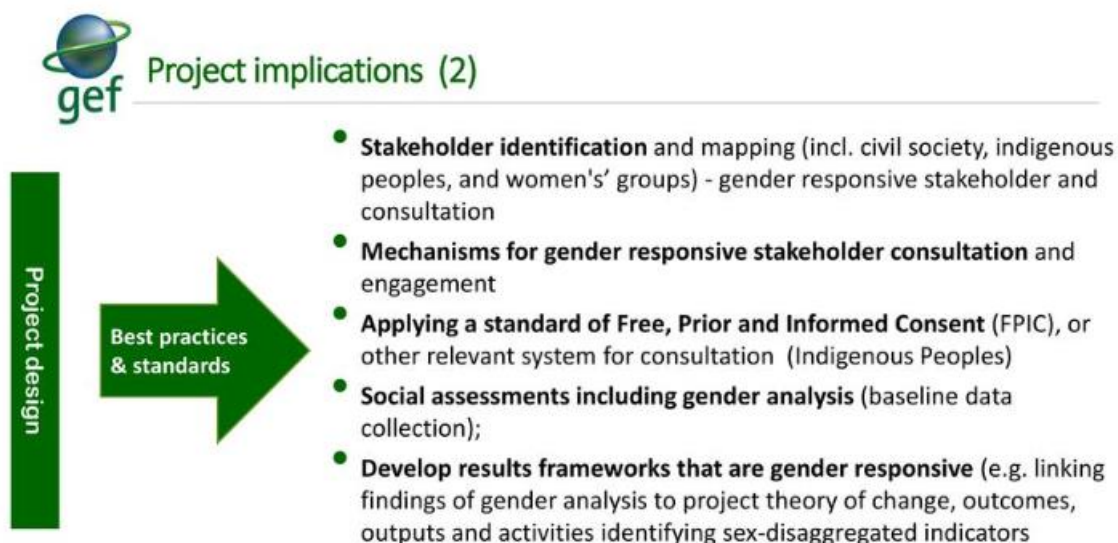 gef
Project implications (2)
Project design
Best practices
& standards
• Stakeholder identification and mapping (incl. civil society, indigenous
peoples, and women's’ groups) - gender responsive stakeholder and
consultation
• Mechanisms for gender responsive stakeholder consultation and
engagement
• Applying a standard of Free, Prior and Informed Consent (FPIC), or
other relevant system for consultation (Indigenous Peoples)
• Social assessments including gender analysis (baseline data
collection);
• Develop results frameworks that are gender responsive (e.g. linking
findings of gender analysis to project theory of change, outcomes,
outputs and activities identifying sex-disaggregated indicators